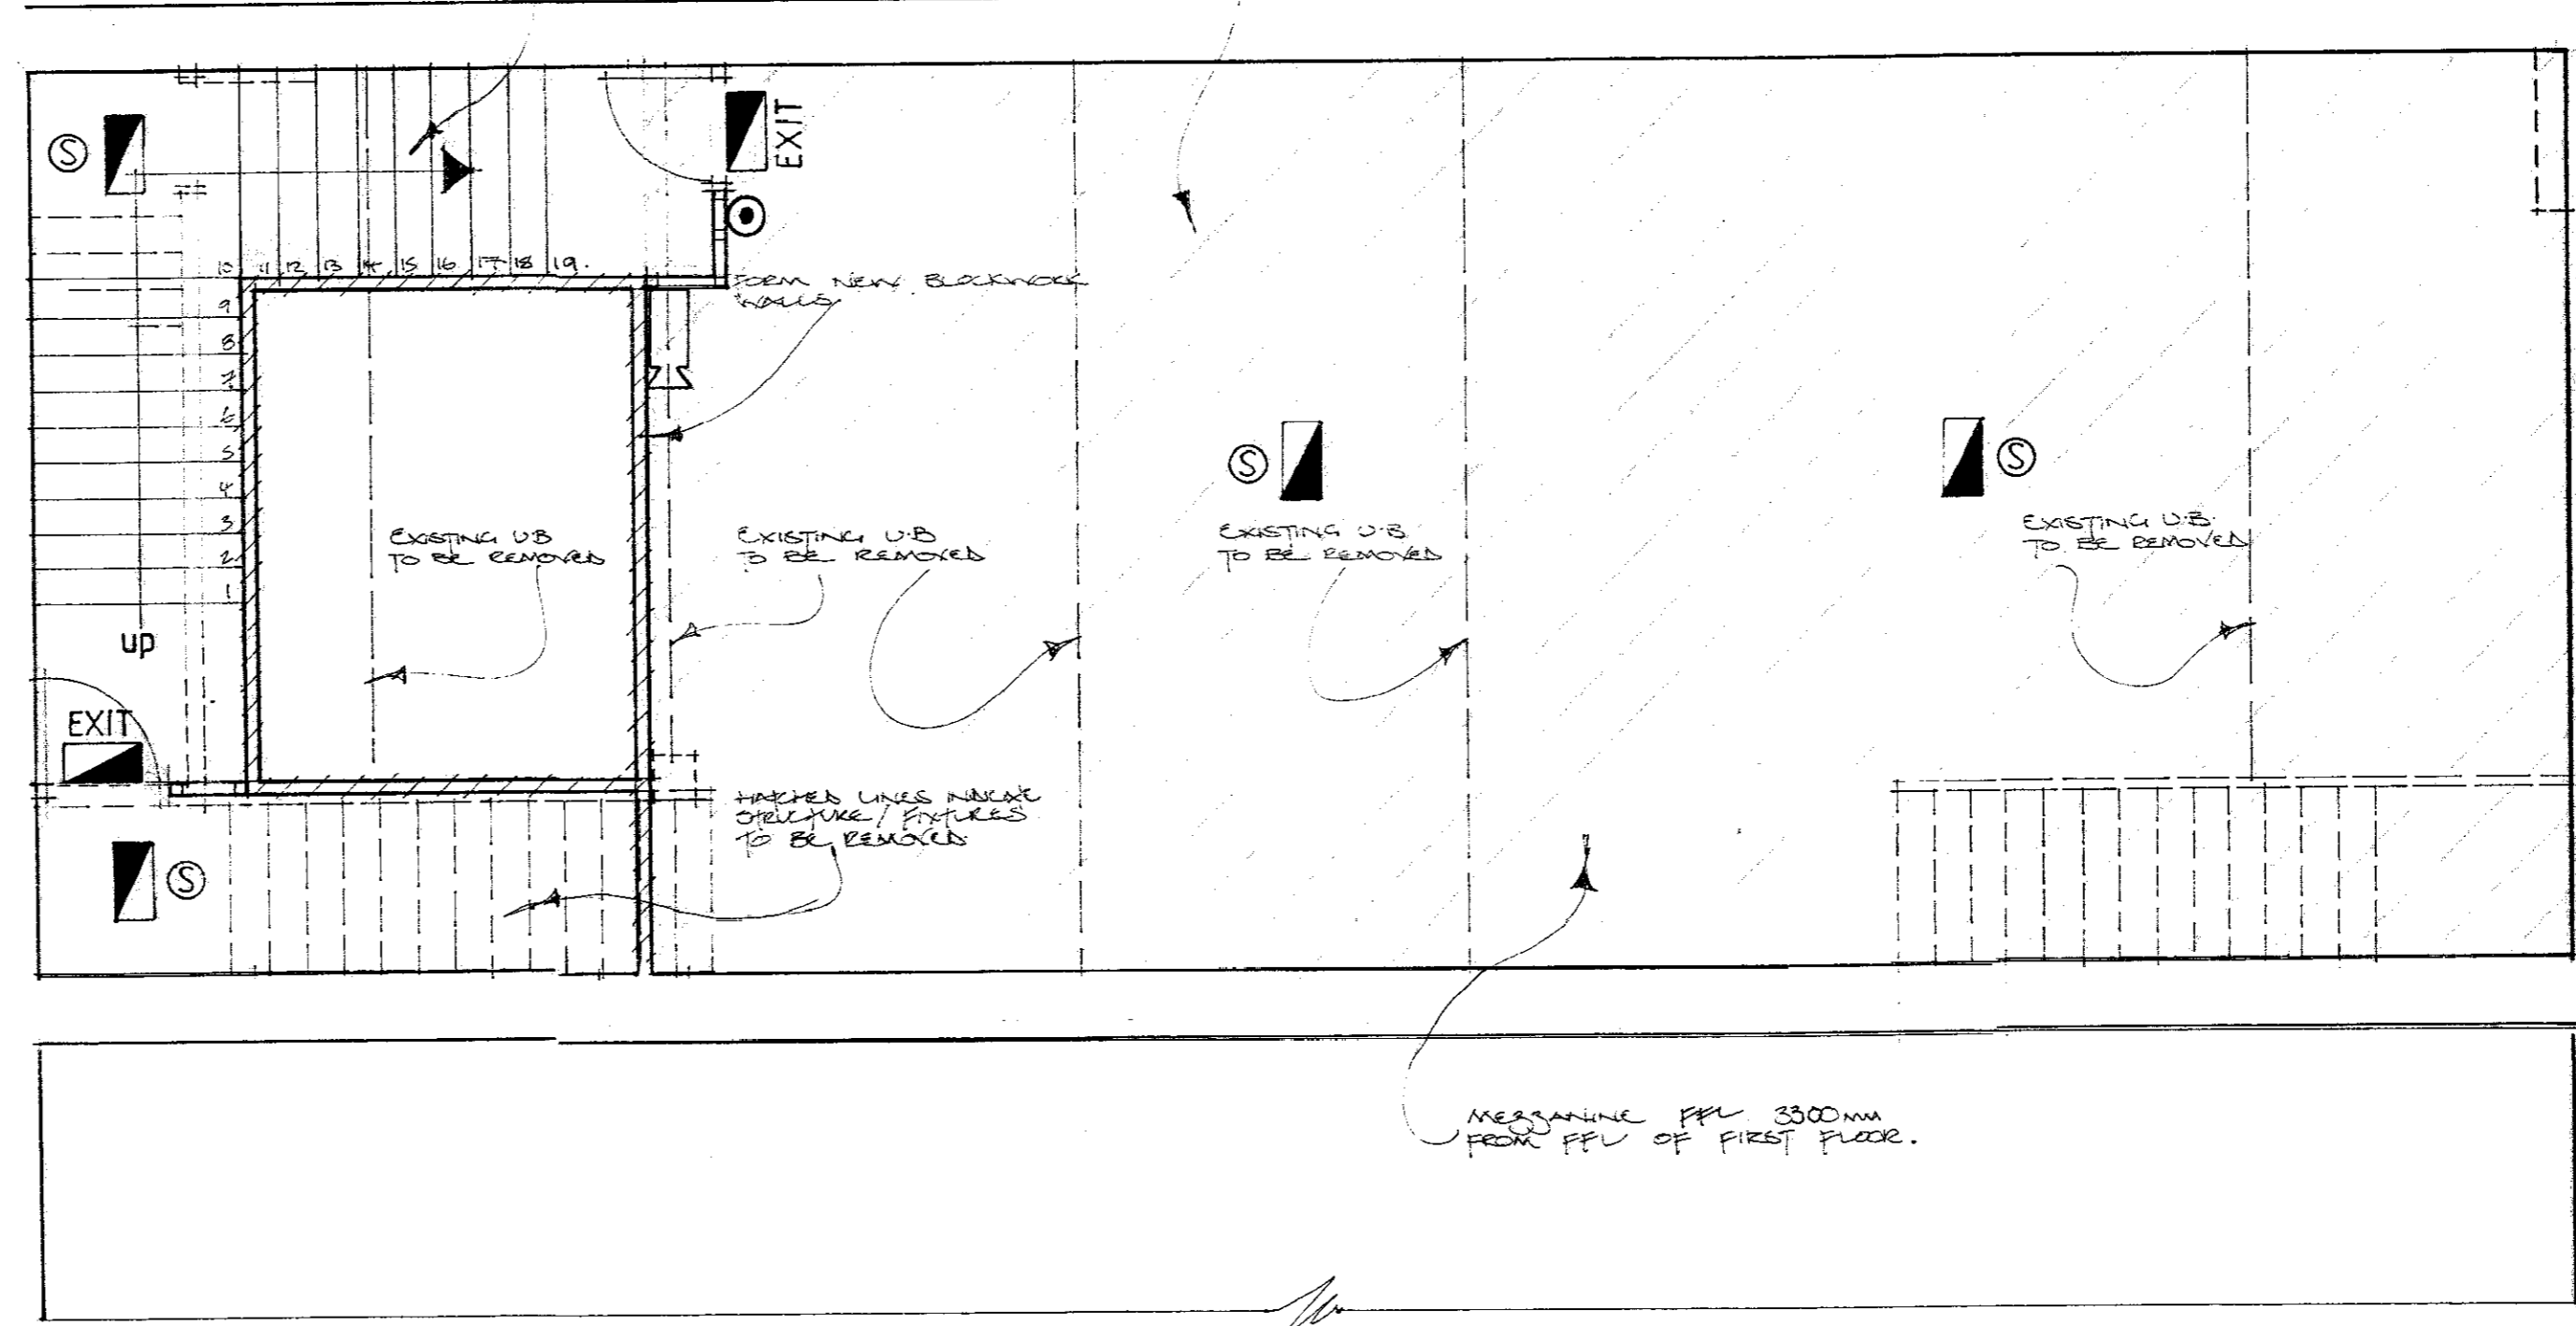 S
EXIT
10 11 12 13 14 15 16 17 18 19.
FORM NEW BLOCKWORK
WALLS
9
8
7
6
5
4
3
2
1
up
EXIT
S
S
S
EXISTING UB
TO BE REMOVED
EXISTING U.B
TO BE REMOVED
EXISTING U.B
TO BE REMOVED
EXISTING U.B.
TO BE REMOVED
HATCHED LINES INDICATE
STRUCTURE / FIXTURES
TO BE REMOVED
MEZZANINE FFL 3300mm
FROM FFL OF FIRST FLOOR.